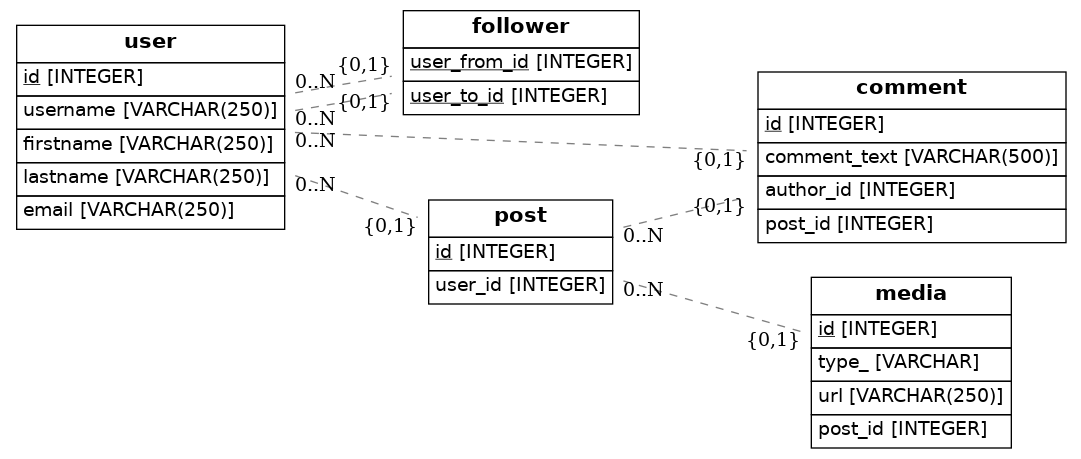 user
id [INTEGER]
username [VARCHAR(250)]
firstname [VARCHAR(250)]
lastname [VARCHAR(250)]
email [VARCHAR(250)]
follower
user_from_id [INTEGER]
user_to_id [INTEGER]
comment
id [INTEGER]
comment_text [VARCHAR(500)]
author_id [INTEGER]
post_id [INTEGER]
post
id [INTEGER]
user_id [INTEGER]
media
id [INTEGER]
type_ [VARCHAR]
url [VARCHAR(250)]
post_id [INTEGER]
{0,1}
0..N
{0,1}
0..N
0..N
{0,1}
0..N
{0,1}
{0,1}
0..N
0..N
{0,1}